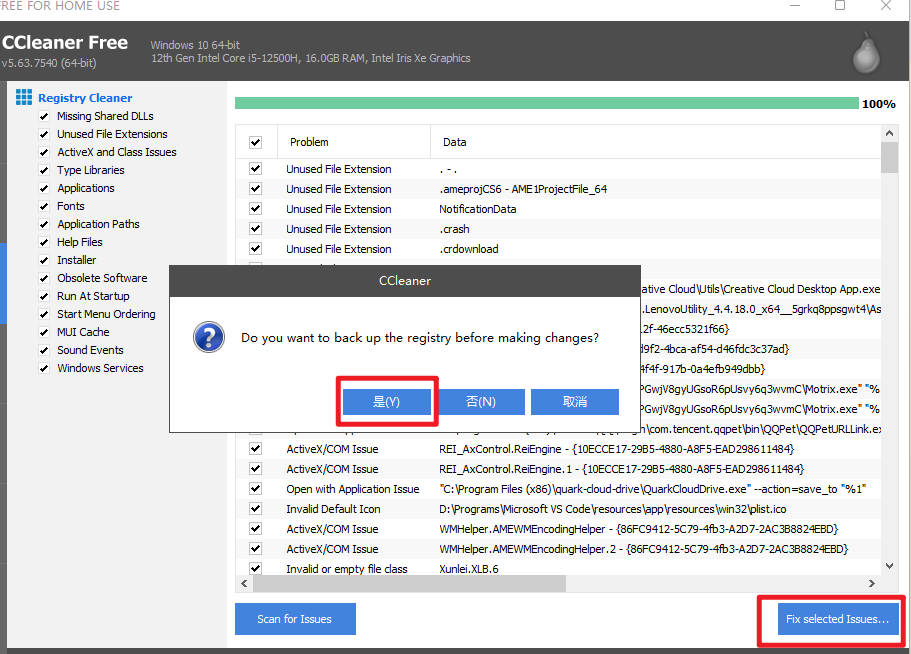 FREE FOR HOME USE
CCleaner Free
v5.63.7540 (64-bit)
Windows 10 64-bit
12th Gen Intel Core i5-12500H, 16.0GB RAM, Intel Iris Xe Graphics
Registry Cleaner
Missing Shared DLLs
Unused File Extensions
ActiveX and Class Issues
Type Libraries
Applications
Fonts
Application Paths
Help Files
Installer
Obsolete Software
Run At Startup
Start Menu Ordering
MUI Cache
Sound Events
Windows Services
100%
Problem Data
Unused File Extension . - .
Unused File Extension .ameprojCS6 - AME1ProjectFile_64
Unused File Extension NotificationData
Unused File Extension .crash
Unused File Extension .crdownload
ative Cloud\Utils\Creative Cloud Desktop App.exe
.LenovoUtility_4.4.18.0_x64__5grkq8ppsgwt4\As
2f-46ecc5321f66}
d9f2-4bca-af54-d46fdc3c37ad}
4f4f-917b-0a4efb949dbb}
PGwjV8gyUGsoR6pUsvy6q3wvmC\Motrix.exe" "%
PGwjV8gyUGsoR6pUsvy6q3wvmC\Motrix.exe" "%
\com.tencent.qqpet\bin\QQPet\QQPetURLLink.ex
CCleaner
Do you want to back up the registry before making changes?
是(Y)
否(N)
取消
ActiveX/COM Issue REI_AxControl.ReiEngine - {10ECCE17-29B5-4880-A8F5-EAD298611484}
ActiveX/COM Issue REI_AxControl.ReiEngine.1 - {10ECCE17-29B5-4880-A8F5-EAD298611484}
Open with Application Issue "C:\Program Files (x86)\quark-cloud-drive\QuarkCloudDrive.exe" --action=save_to "%1"
Invalid Default Icon D:\Programs\Microsoft VS Code\resources\app\resources\win32\plist.ico
ActiveX/COM Issue WMHelper.AMEWMEncodingHelper - {86FC9412-5C79-4fb3-A2D7-2AC3B8824EBD}
ActiveX/COM Issue WMHelper.AMEWMEncodingHelper.2 - {86FC9412-5C79-4fb3-A2D7-2AC3B8824EBD}
Invalid or empty file class Xunlei.XLB.6
Scan for Issues
Fix selected Issues...